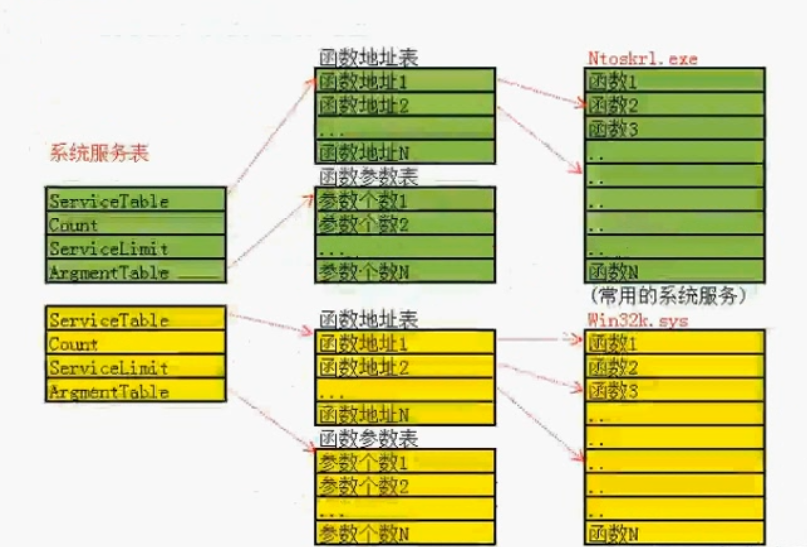 系统服务表
ServiceTable
Count
ServiceLimit
ArgmentTable
ServiceTable
Count
ServiceLimit
ArgmentTable
函数地址表
函数地址1
函数地址2
...
函数地址N
函数参数表
参数个数1
参数个数2
...
参数个数N
函数地址表
函数地址1
函数地址2
...
函数地址N
函数参数表
参数个数1
参数个数2
...
参数个数N
Ntoskrl.exe
函数1
函数2
函数3
..
..
..
..
..
函数N
(常用的系统服务)
Win32k.sys
函数1
函数2
函数3
..
..
..
..
..
函数N